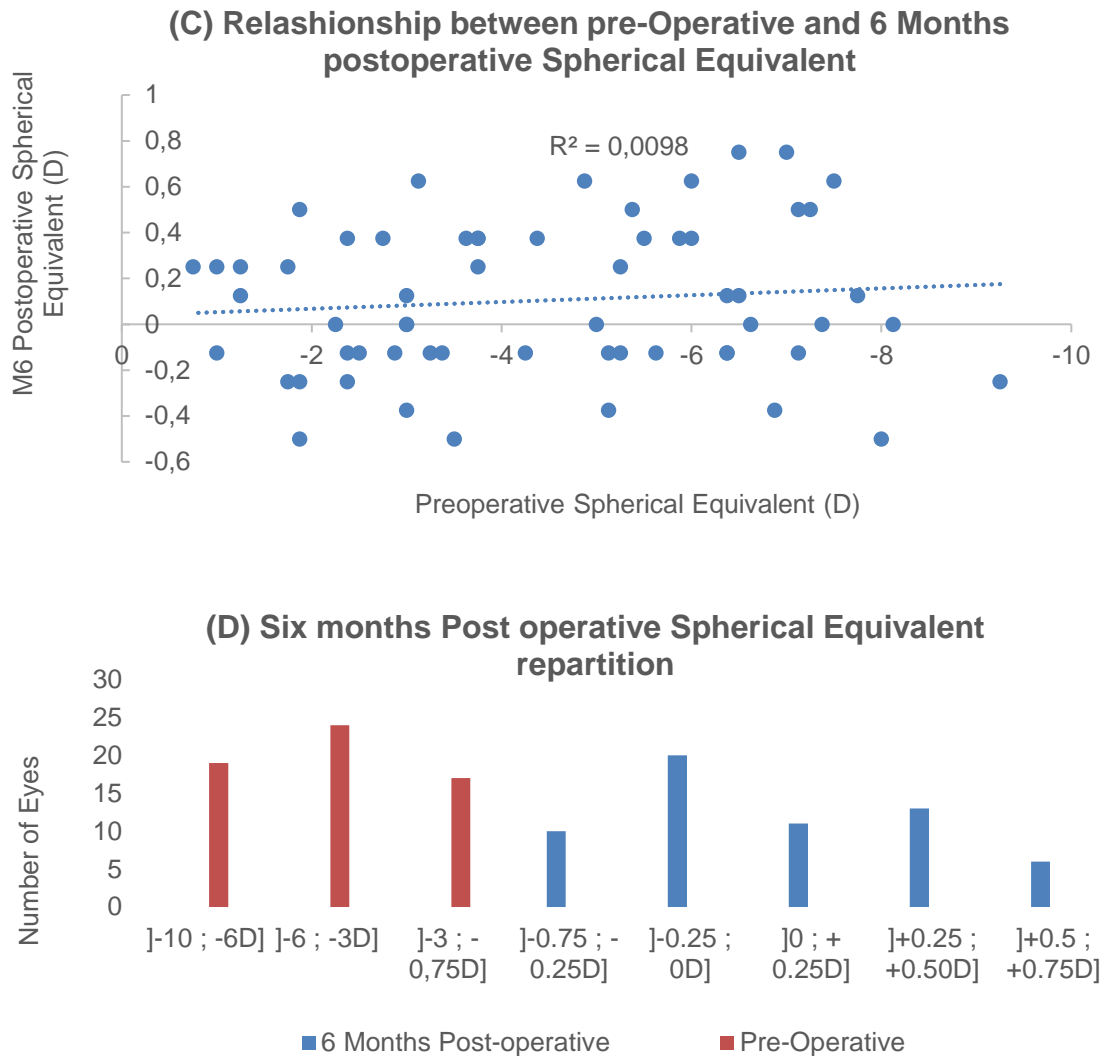 (C) Relashionship between pre-Operative and 6 Months
postoperative Spherical Equivalent
M6 Postoperative Spherical
Equivalent (D)
1
0,8
0,6
0,4
0,2
0
-0,2
-0,4
-0,6
R² = 0,0098
0 -2 -4 -6 -8 -10
Preoperative Spherical Equivalent (D)
(D) Six months Post operative Spherical Equivalent
repartition
Number of Eyes
30
25
20
15
10
5
0
]-10 ; -6D] ]-6 ; -3D] ]-3 ; - ]-0.75 ; - ]-0.25 ; ]0 ; + ]+0.25 ; ]+0.5 ;
0,75D] 0.25D] 0D] 0.25D] +0.50D] +0.75D]
6 Months Post-operative Pre-Operative